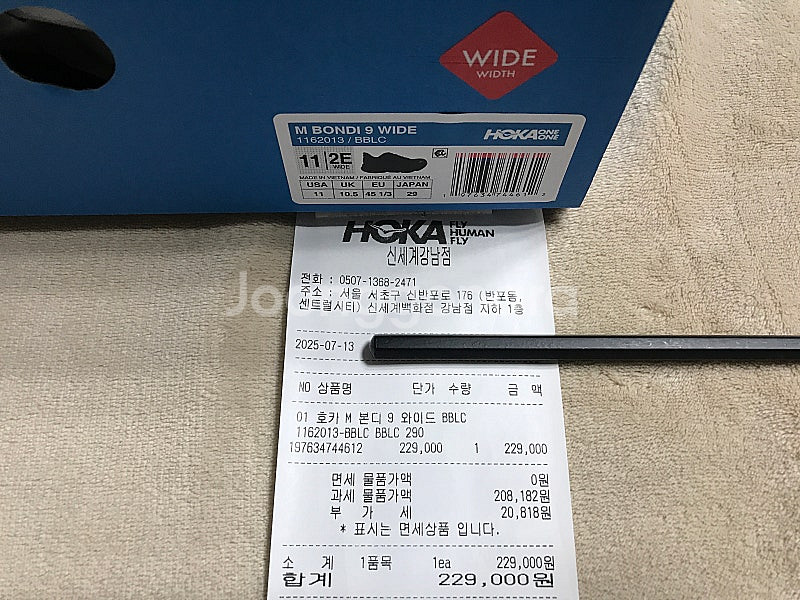 WIDE
WIDTH
M BONDI 9 WIDE
1162013 / BBLC
HOKA ONE ONE
11 2E WIDE
MADE IN VIETNAM / FABRIQUÉ AU VIETNAM
USA UK EU JAPAN
11 10.5 45 1/3 29
HOKA FLY HUMAN FLY
신세계강남점
전화 : 0507-1368-2471
주소 : 서울 서초구 신반포로 176 (반포동,
센트럴시티) 신세계백화점 강남점 지하 1층
2025-07-13
NO 상품명 단가 수량 금 액
01 호카 M 본디 9 와이드 BBLC
1162013-BBLC BBLC 290
197634744612 229,000 1 229,000
면세 물품가액 0원
과세 물품가액 208,182원
부 가 세 20,818원
* 표시는 면세상품 입니다.
소 계 1품목 1ea 229,000원
합계 229,000원